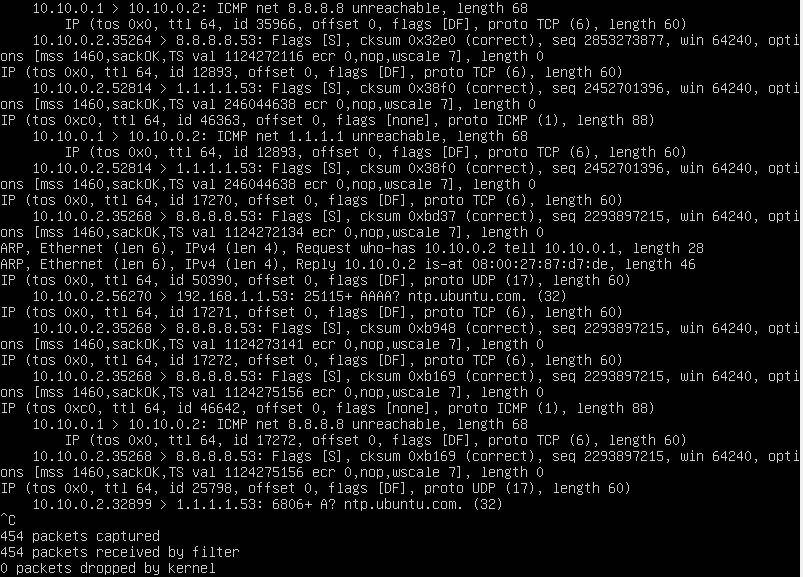 10.10.0.1 > 10.10.0.2: ICMP net 8.8.8.8 unreachable, length 68
        IP (tos 0x0, ttl 64, id 35966, offset 0, flags [DF], proto TCP (6), length 60)
    10.10.0.2.35264 > 8.8.8.8.53: Flags [S], cksum 0x32e0 (correct), seq 2853273877, win 64240, opti
ons [mss 1460,sackOK,TS val 1124272116 ecr 0,nop,wscale 7], length 0
IP (tos 0x0, ttl 64, id 12893, offset 0, flags [DF], proto TCP (6), length 60)
    10.10.0.2.52814 > 1.1.1.1.53: Flags [S], cksum 0x38f0 (correct), seq 2452701396, win 64240, opti
ons [mss 1460,sackOK,TS val 246044638 ecr 0,nop,wscale 7], length 0
IP (tos 0xc0, ttl 64, id 46363, offset 0, flags [none], proto ICMP (1), length 88)
    10.10.0.1 > 10.10.0.2: ICMP net 1.1.1.1 unreachable, length 68
        IP (tos 0x0, ttl 64, id 12893, offset 0, flags [DF], proto TCP (6), length 60)
    10.10.0.2.52814 > 1.1.1.1.53: Flags [S], cksum 0x38f0 (correct), seq 2452701396, win 64240, opti
ons [mss 1460,sackOK,TS val 246044638 ecr 0,nop,wscale 7], length 0
IP (tos 0x0, ttl 64, id 17270, offset 0, flags [DF], proto TCP (6), length 60)
    10.10.0.2.35268 > 8.8.8.8.53: Flags [S], cksum 0xbd37 (correct), seq 2293897215, win 64240, opti
ons [mss 1460,sackOK,TS val 1124272134 ecr 0,nop,wscale 7], length 0
ARP, Ethernet (len 6), IPv4 (len 4), Request who-has 10.10.0.2 tell 10.10.0.1, length 28
ARP, Ethernet (len 6), IPv4 (len 4), Reply 10.10.0.2 is-at 08:00:27:87:d7:de, length 46
IP (tos 0x0, ttl 64, id 50390, offset 0, flags [DF], proto UDP (17), length 60)
    10.10.0.2.56270 > 192.168.1.1.53: 25115+ AAAA? ntp.ubuntu.com. (32)
IP (tos 0x0, ttl 64, id 17271, offset 0, flags [DF], proto TCP (6), length 60)
    10.10.0.2.35268 > 8.8.8.8.53: Flags [S], cksum 0xb948 (correct), seq 2293897215, win 64240, opti
ons [mss 1460,sackOK,TS val 1124273141 ecr 0,nop,wscale 7], length 0
IP (tos 0x0, ttl 64, id 17272, offset 0, flags [DF], proto TCP (6), length 60)
    10.10.0.2.35268 > 8.8.8.8.53: Flags [S], cksum 0xb169 (correct), seq 2293897215, win 64240, opti
ons [mss 1460,sackOK,TS val 1124275156 ecr 0,nop,wscale 7], length 0
IP (tos 0xc0, ttl 64, id 46642, offset 0, flags [none], proto ICMP (1), length 88)
    10.10.0.1 > 10.10.0.2: ICMP net 8.8.8.8 unreachable, length 68
        IP (tos 0x0, ttl 64, id 17272, offset 0, flags [DF], proto TCP (6), length 60)
    10.10.0.2.35268 > 8.8.8.8.53: Flags [S], cksum 0xb169 (correct), seq 2293897215, win 64240, opti
ons [mss 1460,sackOK,TS val 1124275156 ecr 0,nop,wscale 7], length 0
IP (tos 0x0, ttl 64, id 25798, offset 0, flags [DF], proto UDP (17), length 60)
    10.10.0.2.32899 > 1.1.1.1.53: 6806+ A? ntp.ubuntu.com. (32)
^C
454 packets captured
454 packets received by filter
0 packets dropped by kernel